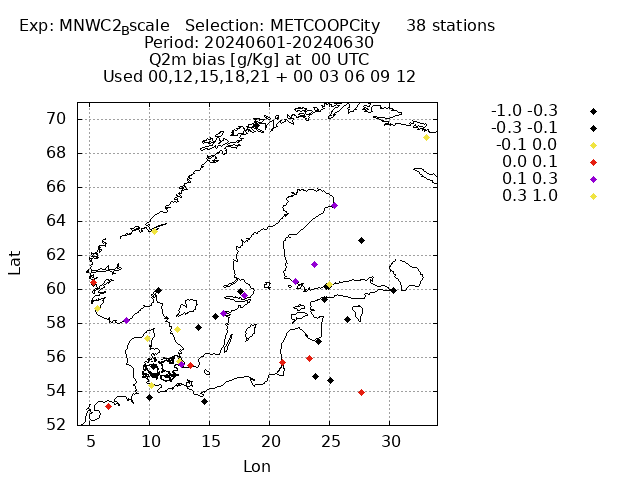 Exp: MNWC2_Bscale Selection: METCOOPCity 38 stations
Period: 20240601-20240630
Q2m bias [g/Kg] at 00 UTC
Used 00,12,15,18,21 + 00 03 06 09 12
-1.0 -0.3
-0.3 -0.1
-0.1 0.0
0.0 0.1
0.1 0.3
0.3 1.0
Lat
70
68
66
64
62
60
58
56
54
52
5 10 15 20 25 30
Lon